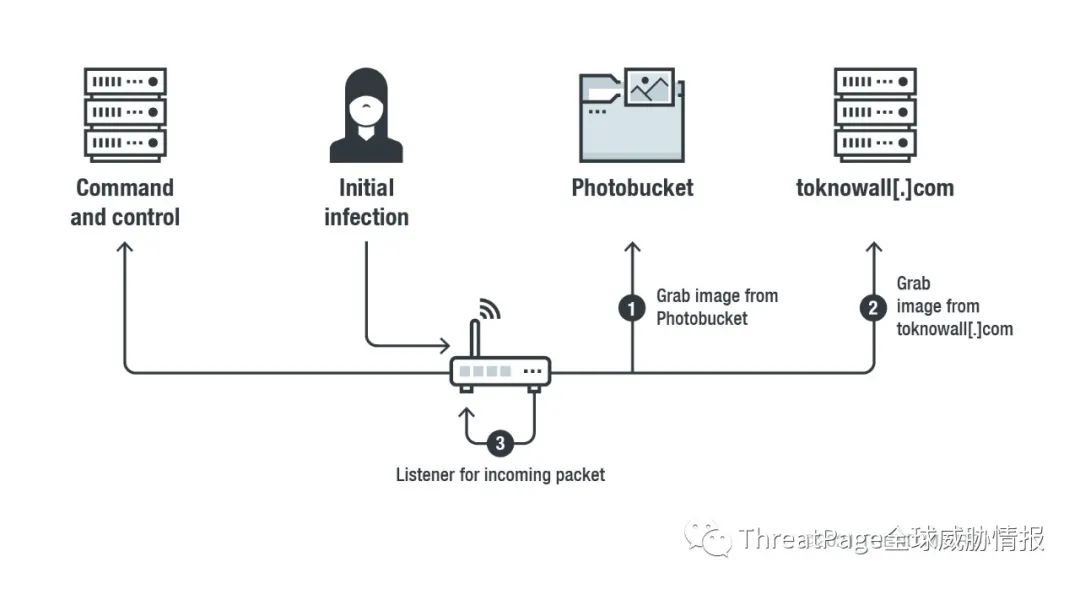 Command
and control
Initial
infection
Photobucket
toknowall[.]com
1
Grab image from
Photobucket
2
Grab
image from
toknowall[.]com
3
Listener for incoming packet
ThreatPage全球威胁情报